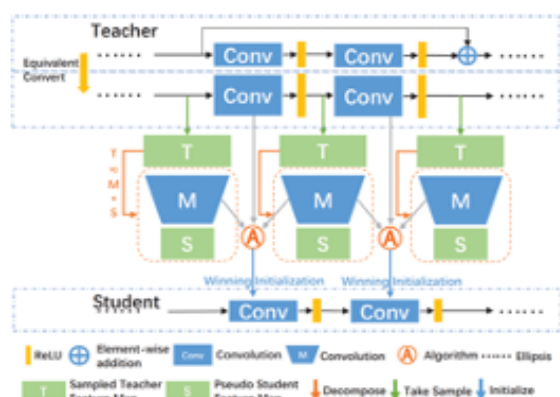 Teacher
Conv Conv
Equivalent
Convert
Conv Conv
T T T
T ≈ M * S
M M M
A A
S S S
Winning Initialization Winning Initialization
Student
Conv Conv
ReLU Element-wise addition Conv Convolution M Convolution A Algorithm Ellipsis
T Sampled Teacher S Pseudo Student Decompose Take Sample Initialize